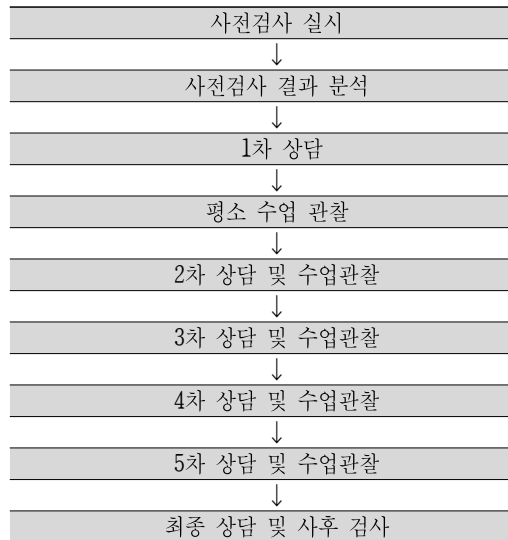 사전검사 실시
↓
사전검사 결과 분석
↓
1차 상담
↓
평소 수업 관찰
↓
2차 상담 및 수업관찰
↓
3차 상담 및 수업관찰
↓
4차 상담 및 수업관찰
↓
5차 상담 및 수업관찰
↓
최종 상담 및 사후 검사